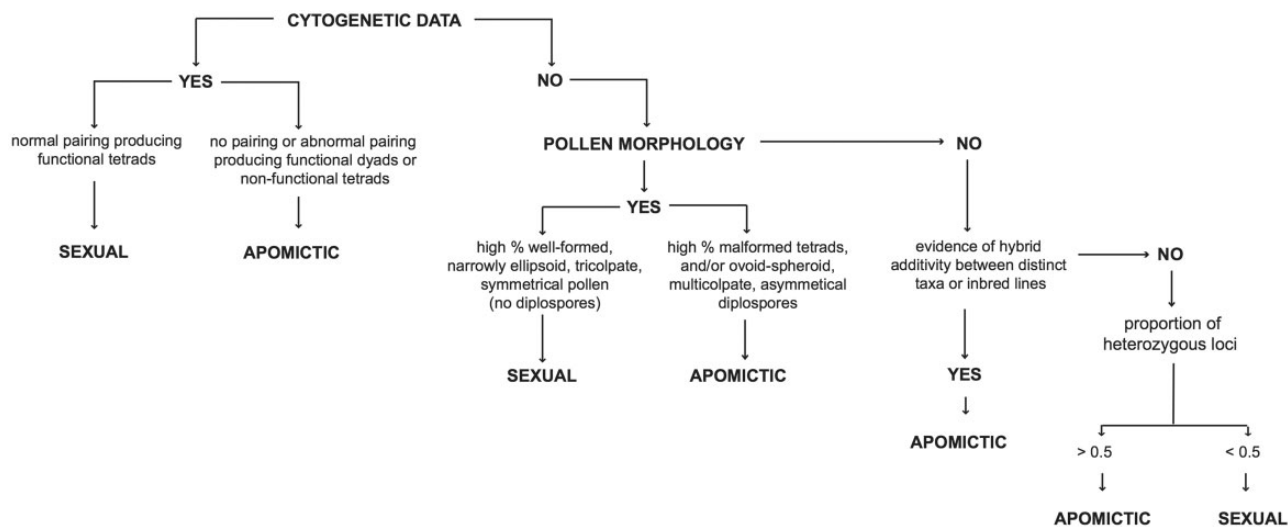 CYTOGENETIC DATA
YES
NO
normal pairing producing
functional tetrads
no pairing or abnormal pairing
producing functional dyads or
non-functional tetrads
SEXUAL
APOMICTIC
POLLEN MORPHOLOGY
NO
YES
high % well-formed,
narrowly ellipsoid, tricolpate,
symmetrical pollen
(no diplospores)
high % malformed tetrads,
and/or ovoid-spheroid,
multicolpate, asymmetical
diplospores
SEXUAL
APOMICTIC
evidence of hybrid
additivity between distinct
taxa or inbred lines
NO
YES
APOMICTIC
proportion of
heterozygous loci
> 0.5
< 0.5
APOMICTIC
SEXUAL